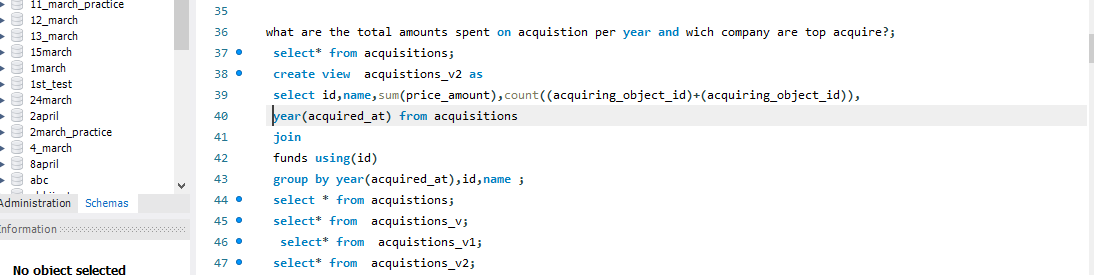 11_march_practice
12_march
13_march
15march
1march
1st_test
24march
2april
2march_practice
4_march
8april
abc
Administration Schemas
Information
No object selected
35
36 what are the total amounts spent on acquistion per year and wich company are top acquire?;
37 select* from acquisitions;
38 create view acquistions_v2 as
39 select id,name,sum(price_amount),count((acquiring_object_id)+(acquiring_object_id)),
40 year(acquired_at) from acquisitions
41 join
42 funds using(id)
43 group by year(acquired_at),id,name ;
44 select * from acquistions;
45 select* from acquistions_v;
46 select* from acquistions_v1;
47 select* from acquistions_v2;